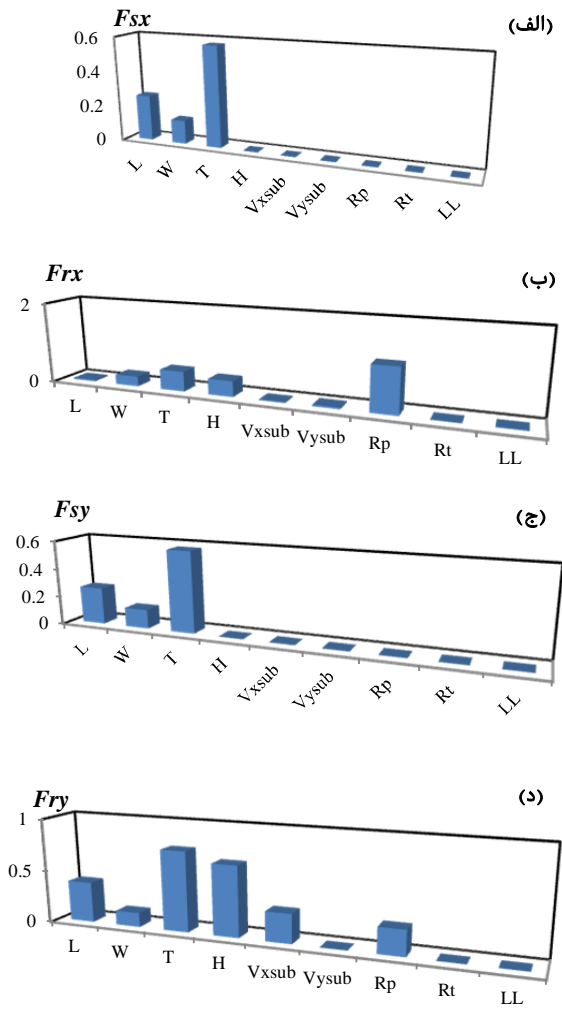 Fsx
(الف)
0.6
0.4
0.2
0
L W T H Vxsub Vysub Rp Rt LL
Frx
(ب)
2
0
L W T H Vxsub Vysub Rp Rt LL
Fsy
(ج)
0.6
0.4
0.2
0
L W T H Vxsub Vysub Rp Rt LL
Fry
(د)
1
0.5
0
L W T H Vxsub Vysub Rp Rt LL